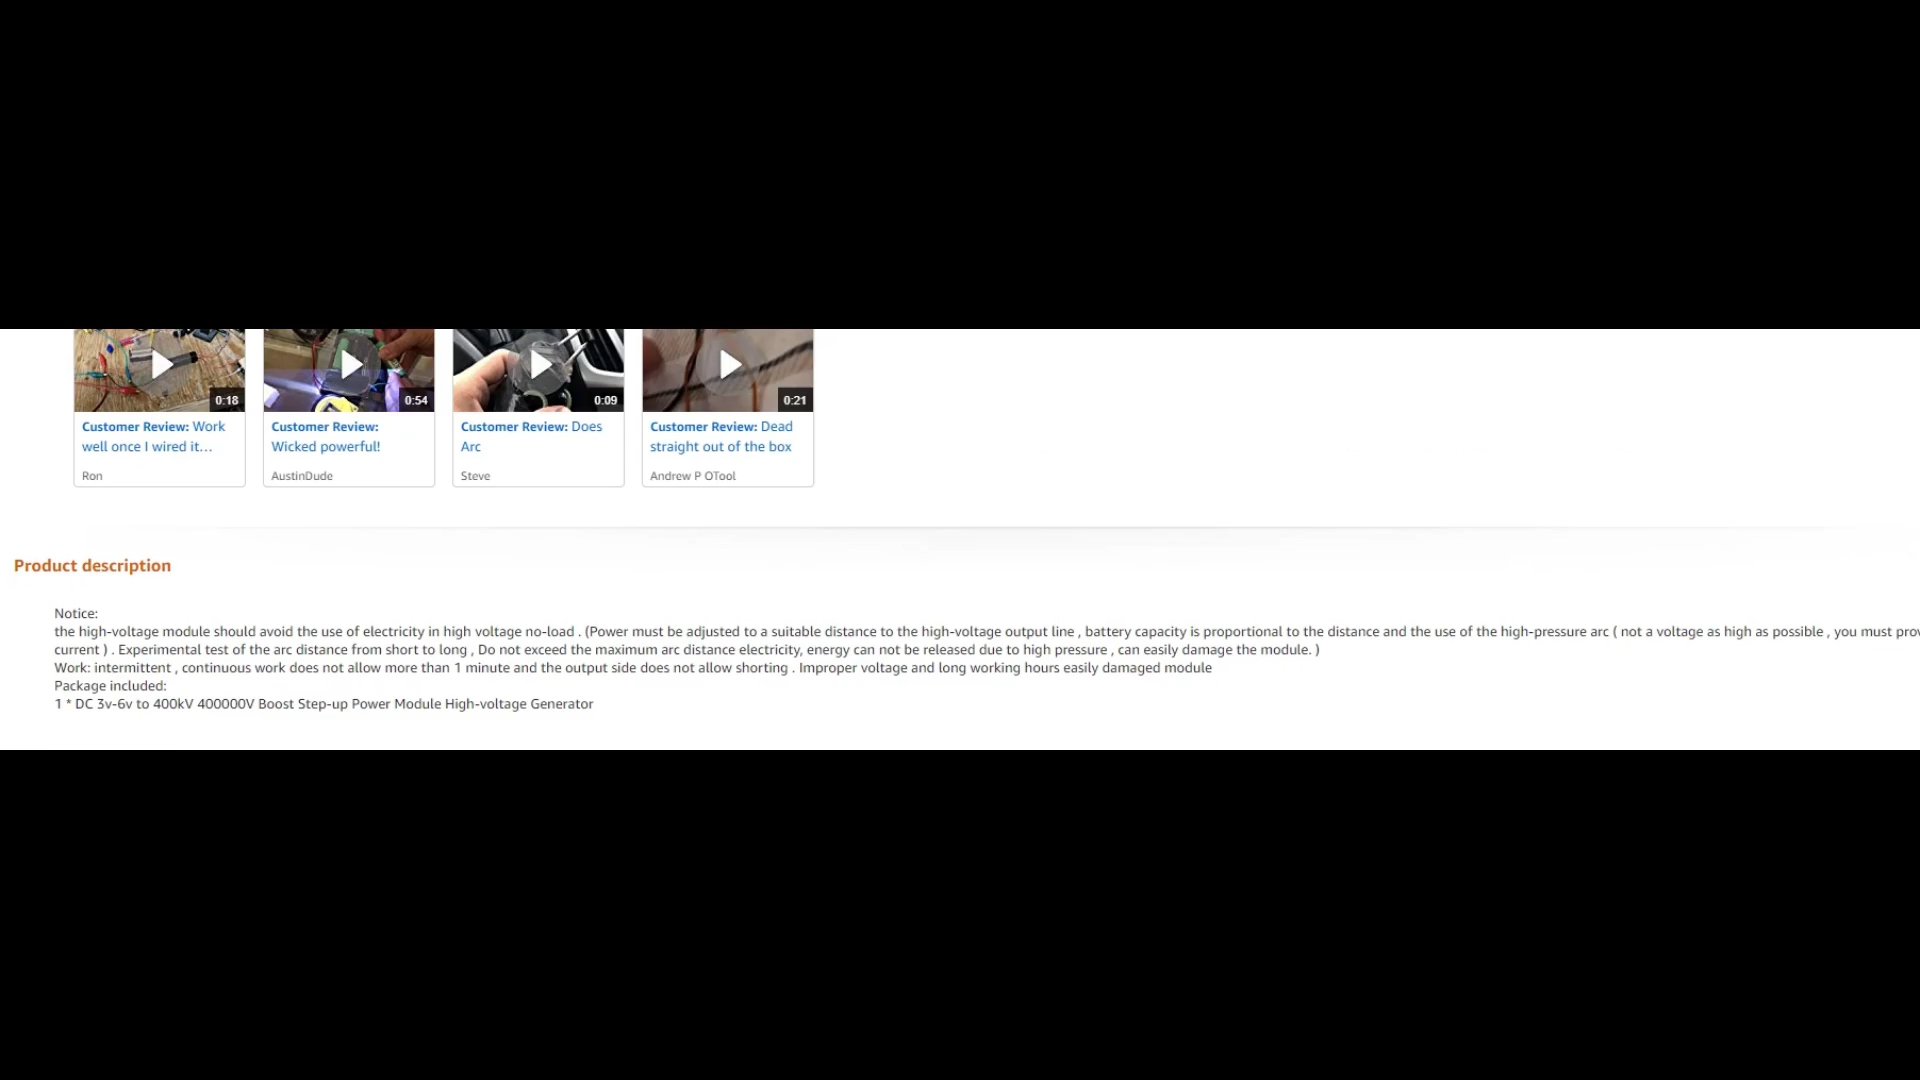 0:18
0:54
0:09
0:21
Customer Review: Work
well once I wired it...
Ron
Customer Review:
Wicked powerful!
AustinDude
Customer Review: Does
Arc
Steve
Customer Review: Dead
straight out of the box
Andrew P OTool
Product description
Notice:
the high-voltage module should avoid the use of electricity in high voltage no-load . (Power must be adjusted to a suitable distance to the high-voltage output line , battery capacity is proportional to the distance and the use of the high-pressure arc ( not a voltage as high as possible , you must prov
current ) . Experimental test of the arc distance from short to long , Do not exceed the maximum arc distance electricity, energy can not be released due to high pressure , can easily damage the module. )
Work: intermittent , continuous work does not allow more than 1 minute and the output side does not allow shorting . Improper voltage and long working hours easily damaged module
Package included:
1 * DC 3v-6v to 400kV 400000V Boost Step-up Power Module High-voltage Generator